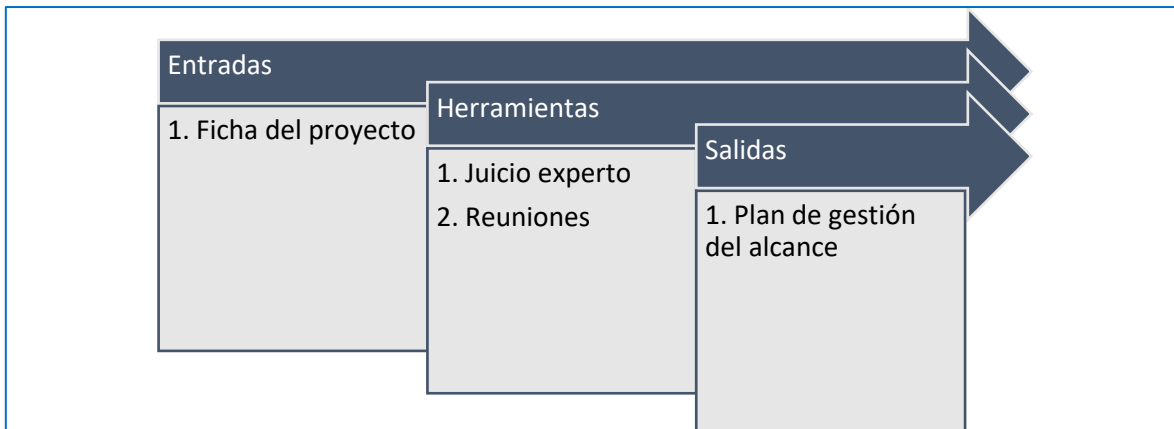 Entradas
1. Ficha del proyecto
Herramientas
1. Juicio experto
2. Reuniones
Salidas
1. Plan de gestión
del alcance